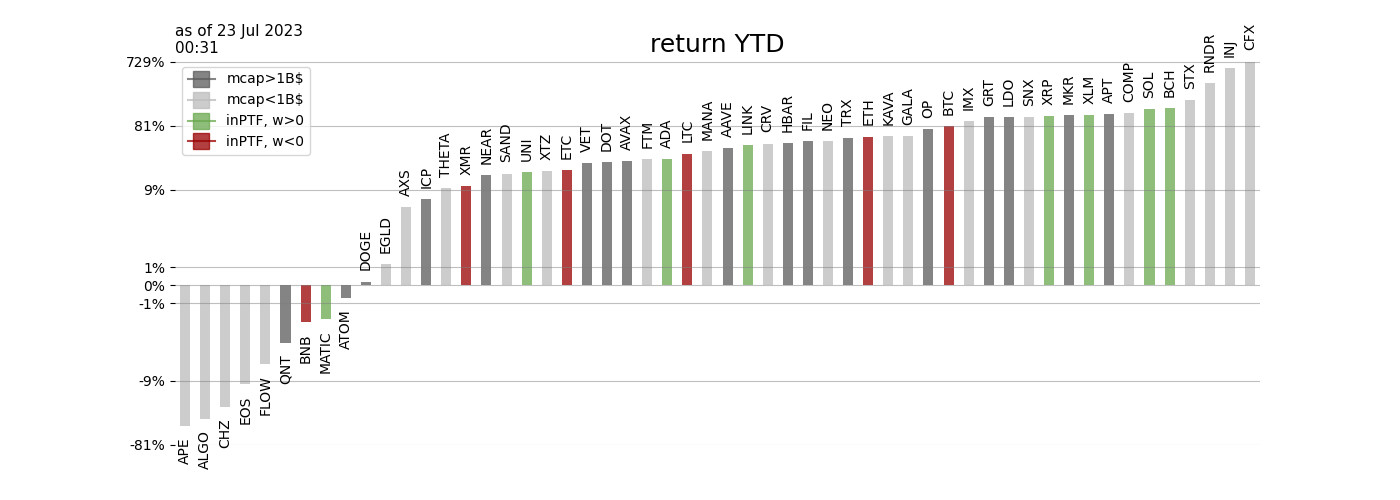 as of 23 Jul 2023
00:31
return YTD
mcap>1B$
mcap<1B$
inPTF, w>0
inPTF, w<0
729%
81%
9%
1%
0%
-1%
-9%
-81%
APE
ALGO
CHZ
EOS
FLOW
QNT
BNB
MATIC
ATOM
DOGE
EGLD
AXS
ICP
THETA
XMR
NEAR
SAND
UNI
XTZ
ETC
VET
DOT
AVAX
FTM
ADA
LTC
MANA
AAVE
LINK
CRV
HBAR
FIL
NEO
TRX
ETH
KAVA
GALA
OP
BTC
IMX
GRT
LDO
SNX
XRP
MKR
XLM
APT
COMP
SOL
BCH
STX
RNDR
INJ
CFX